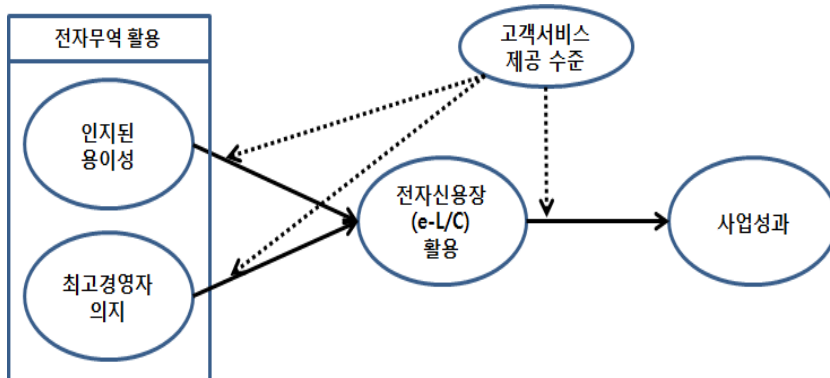 전자무역 활용
고객서비스
제공 수준
인지된
용이성
전자신용장
(e-L/C)
활용
사업성과
최고경영자
의지